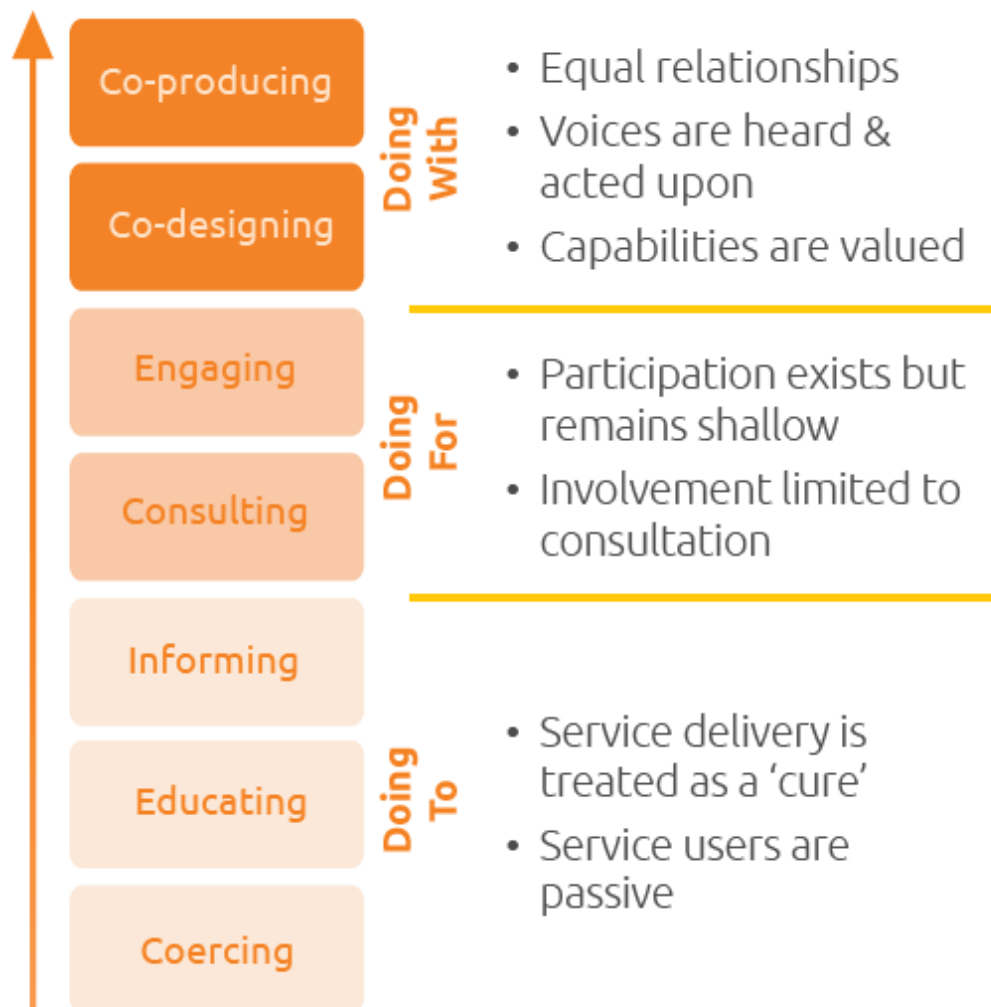 Co-producing
Co-designing
Doing
With
• Equal relationships
• Voices are heard &
acted upon
• Capabilities are valued
Engaging
Consulting
Doing
For
• Participation exists but
remains shallow
• Involvement limited to
consultation
Informing
Educating
Coercing
Doing
To
• Service delivery is
treated as a ‘cure’
• Service users are
passive